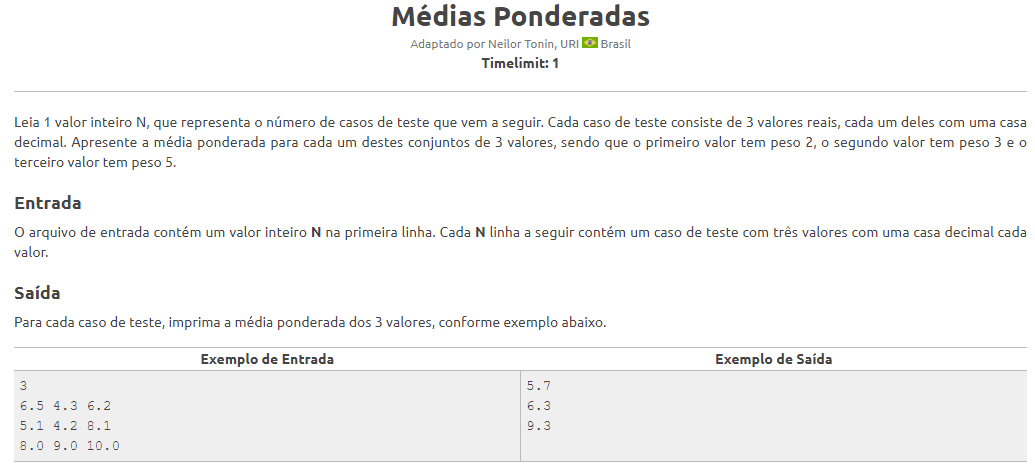 Médias Ponderadas
Adaptado por Neilor Tonin, URI Brasil
Timelimit: 1
Leia 1 valor inteiro N, que representa o número de casos de teste que vem a seguir. Cada caso de teste consiste de 3 valores reais, cada um deles com uma casa
decimal. Apresente a média ponderada para cada um destes conjuntos de 3 valores, sendo que o primeiro valor tem peso 2, o segundo valor tem peso 3 e o
terceiro valor tem peso 5.
Entrada
O arquivo de entrada contém um valor inteiro N na primeira linha. Cada N linha a seguir contém um caso de teste com três valores com uma casa decimal cada
valor.
Saída
Para cada caso de teste, imprima a média ponderada dos 3 valores, conforme exemplo abaixo.
Exemplo de Entrada Exemplo de Saída
3 5.7
6.5 4.3 6.2 6.3
5.1 4.2 8.1 9.3
8.0 9.0 10.0